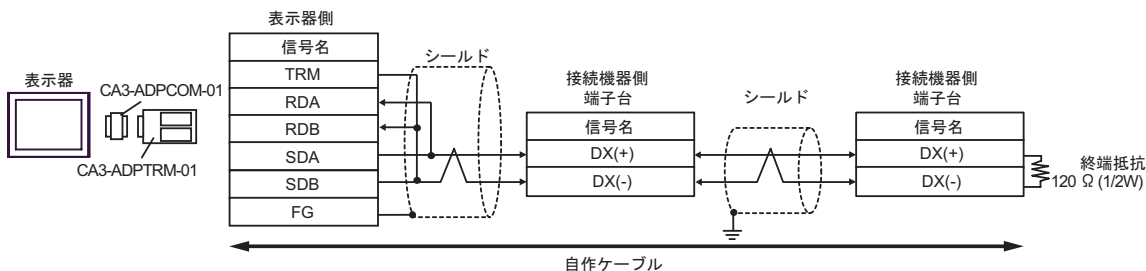 表示器側
信号名
TRM
RDA
RDB
SDA
SDB
FG
表示器
CA3-ADPCOM-01
CA3-ADPTRM-01
シールド
接続機器側
端子台
信号名
DX(+)
DX(-)
シールド
接続機器側
端子台
信号名
DX(+)
DX(-)
終端抵抗
120 Ω (1/2W)
自作ケーブル